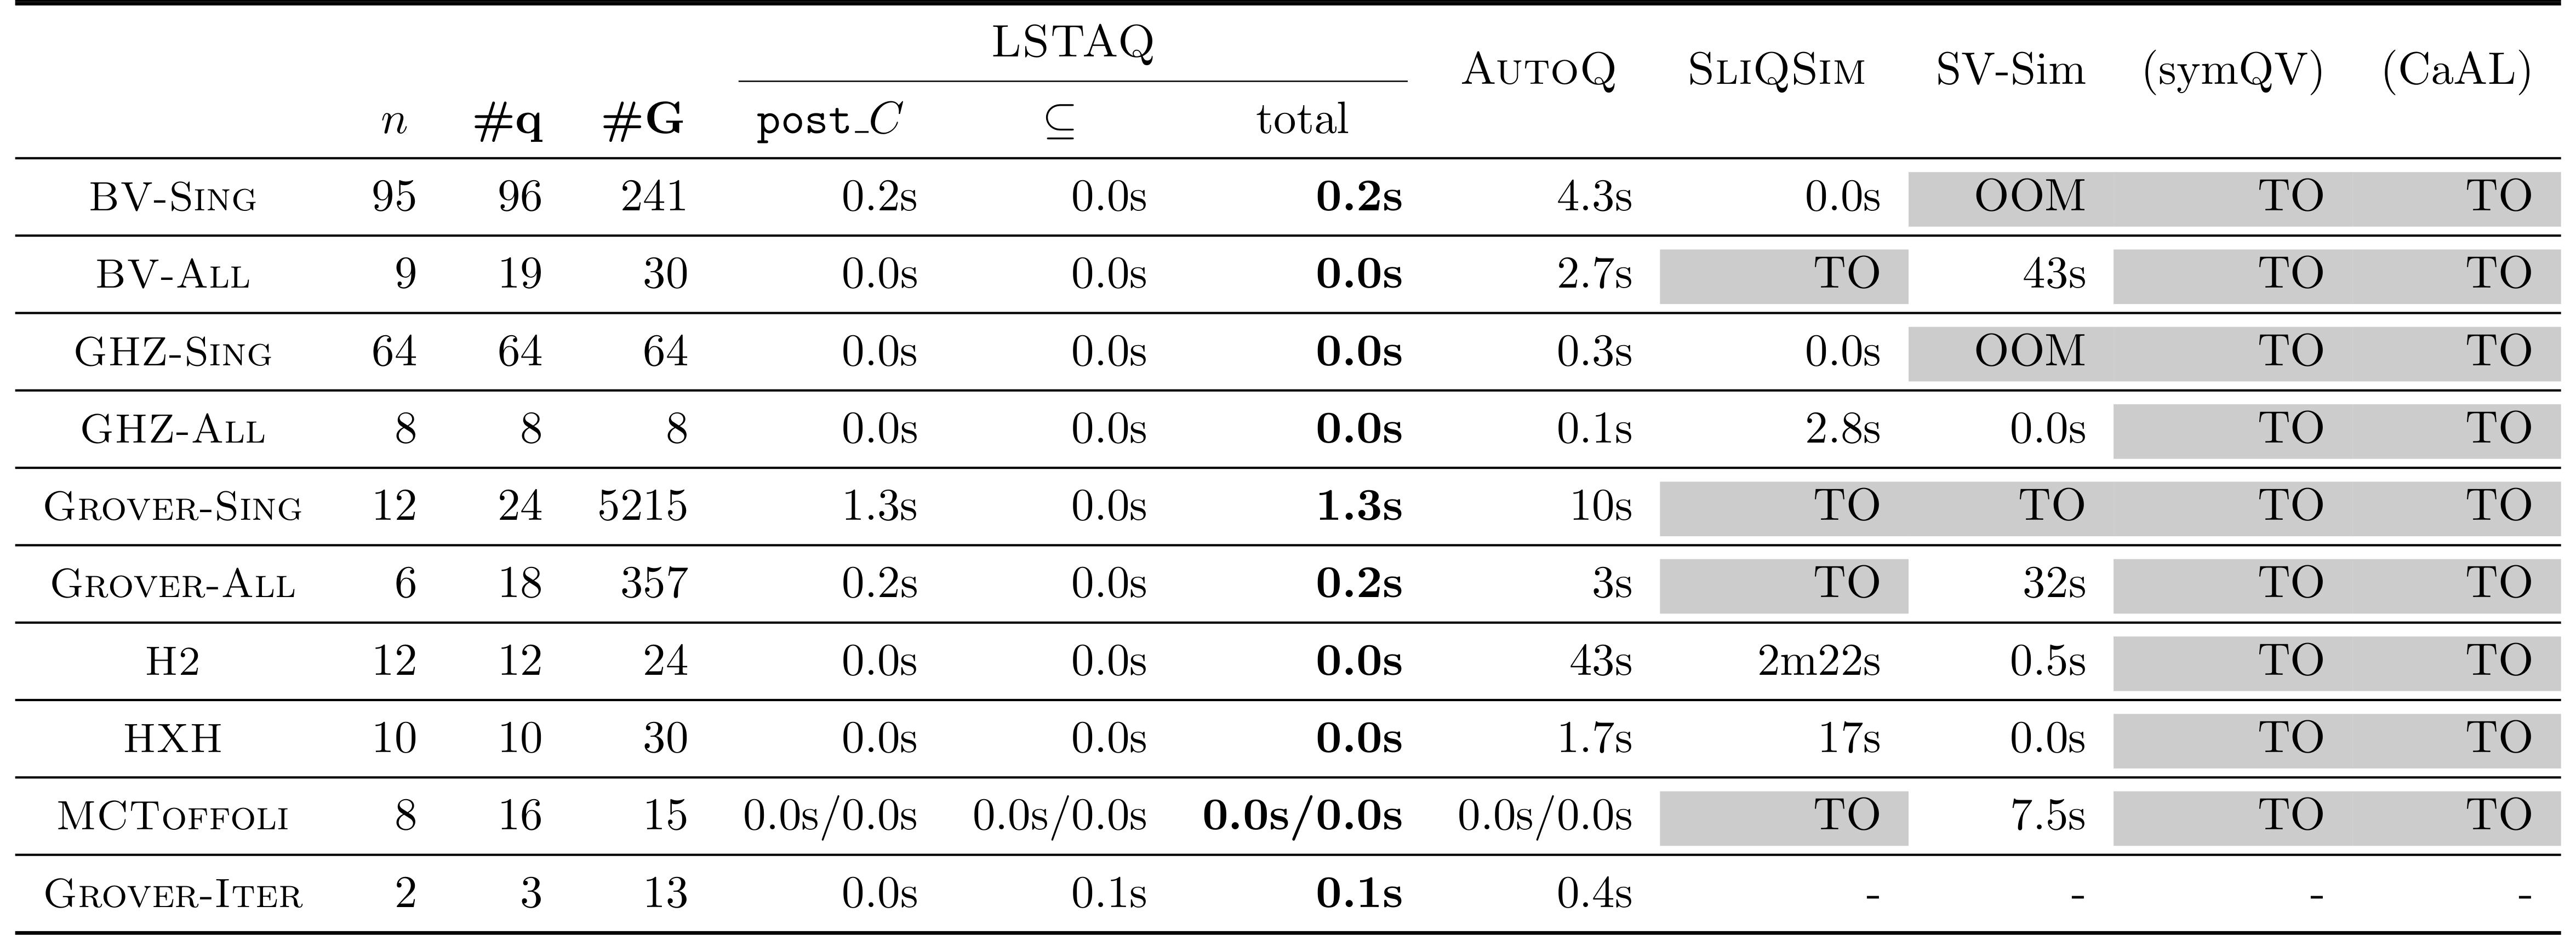 LSTAQ
AutoQ SliQSim SV-Sim (symQV) (CaAL)
n #q #G post_C ⊆ total
BV-Sing 95 96 241 0.2s 0.0s 0.2s 4.3s 0.0s OOM TO TO
BV-All 9 19 30 0.0s 0.0s 0.0s 2.7s TO 43s TO TO
GHZ-Sing 64 64 64 0.0s 0.0s 0.0s 0.3s 0.0s OOM TO TO
GHZ-All 8 8 8 0.0s 0.0s 0.0s 0.1s 2.8s 0.0s TO TO
Grover-Sing 12 24 5215 1.3s 0.0s 1.3s 10s TO TO TO TO
Grover-All 6 18 357 0.2s 0.0s 0.2s 3s TO 32s TO TO
H2 12 12 24 0.0s 0.0s 0.0s 43s 2m22s 0.5s TO TO
HXH 10 10 30 0.0s 0.0s 0.0s 1.7s 17s 0.0s TO TO
MCToffoli 8 16 15 0.0s/0.0s 0.0s/0.0s 0.0s/0.0s 0.0s/0.0s TO 7.5s TO TO
Grover-Iter 2 3 13 0.0s 0.1s 0.1s 0.4s - - - -